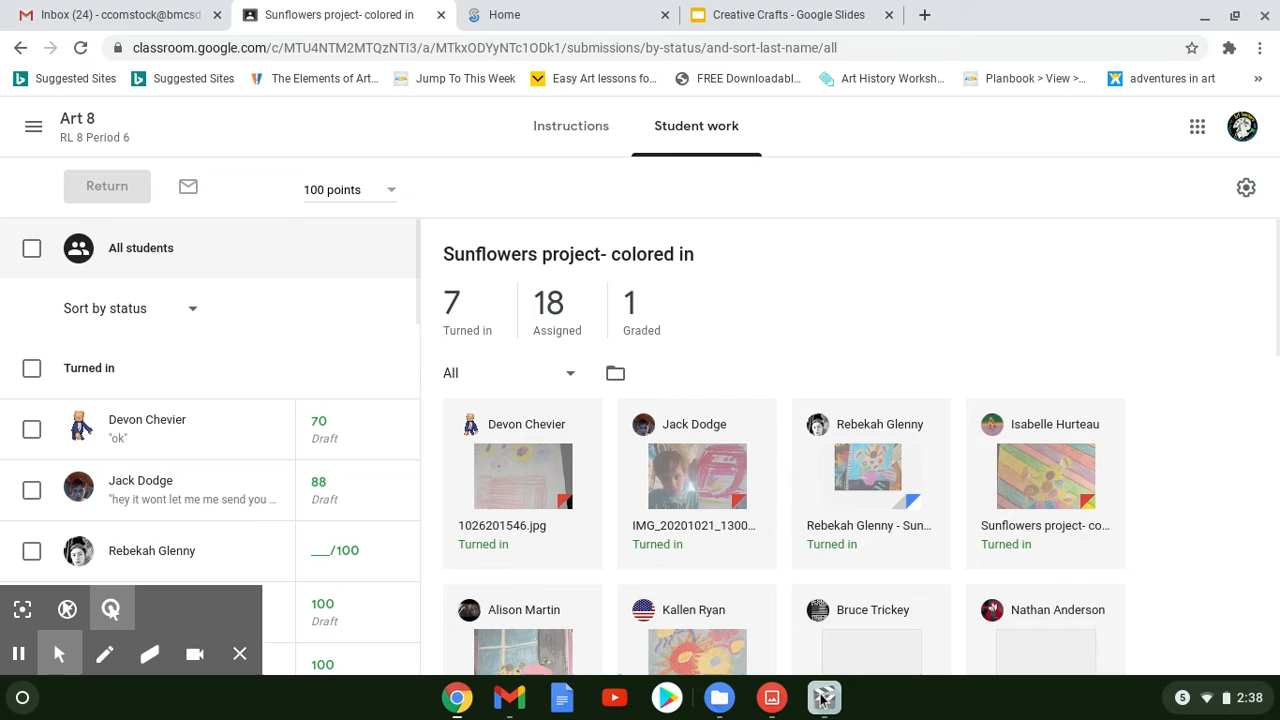 Inbox (24) - ccomstock@bmcsd. Sunflowers project- colored in Home Creative Crafts - Google Slides
classroom.google.com/c/MTU4NTM2MTQzNTI3/a/MTkxODYyNTc1ODk1/submissions/by-status/and-sort-last-name/all
Suggested Sites Suggested Sites The Elements of Art... Jump To This Week Easy Art lessons fo... FREE Downloadabl... Art History Worksh... Planbook > View >... adventures in art »
Art 8
RL 8 Period 6
Instructions Student work
Return 100 points
All students
Sort by status
Turned in
Devon Chevier 70
"ok" Draft
Jack Dodge 88
"hey it wont let me me send you ... Draft
Rebekah Glenny ___/100
100
Draft
100
Sunflowers project- colored in
7 18 1
Turned in Assigned Graded
All
Devon Chevier Jack Dodge Rebekah Glenny Isabelle Hurteau
1026201546.jpg IMG_20201021_1300... Rebekah Glenny - Sun... Sunflowers project- co...
Turned in Turned in Turned in Turned in
Alison Martin Kallen Ryan Bruce Trickey Nathan Anderson
5 2:38